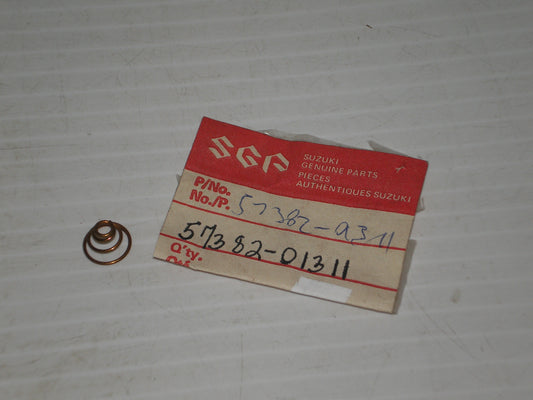 SGP
SUZUKI
GENUINE PARTS
PIECES
AUTHENTIQUES SUZUKI
P/No.
No./P. 57382-0311
57382-01311
Q'ty.